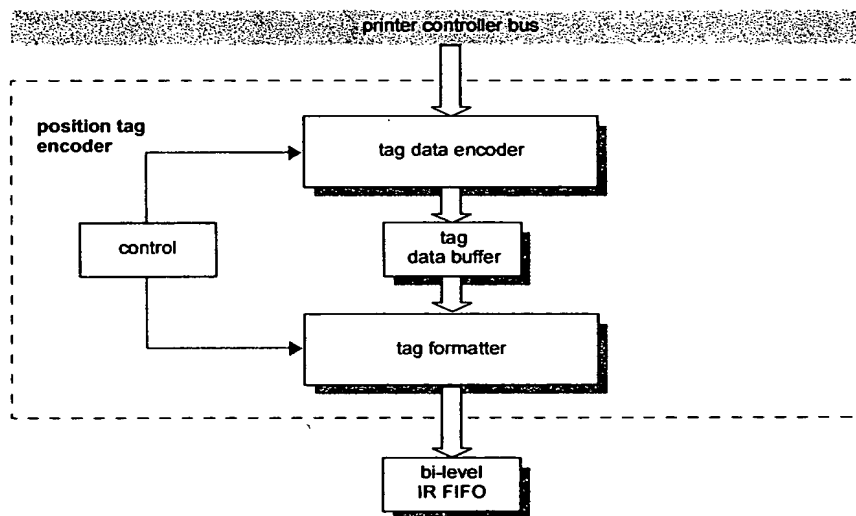 printer controller bus
position tag
encoder
tag data encoder
control
tag
data buffer
tag formatter
bi-level
IR FIFO